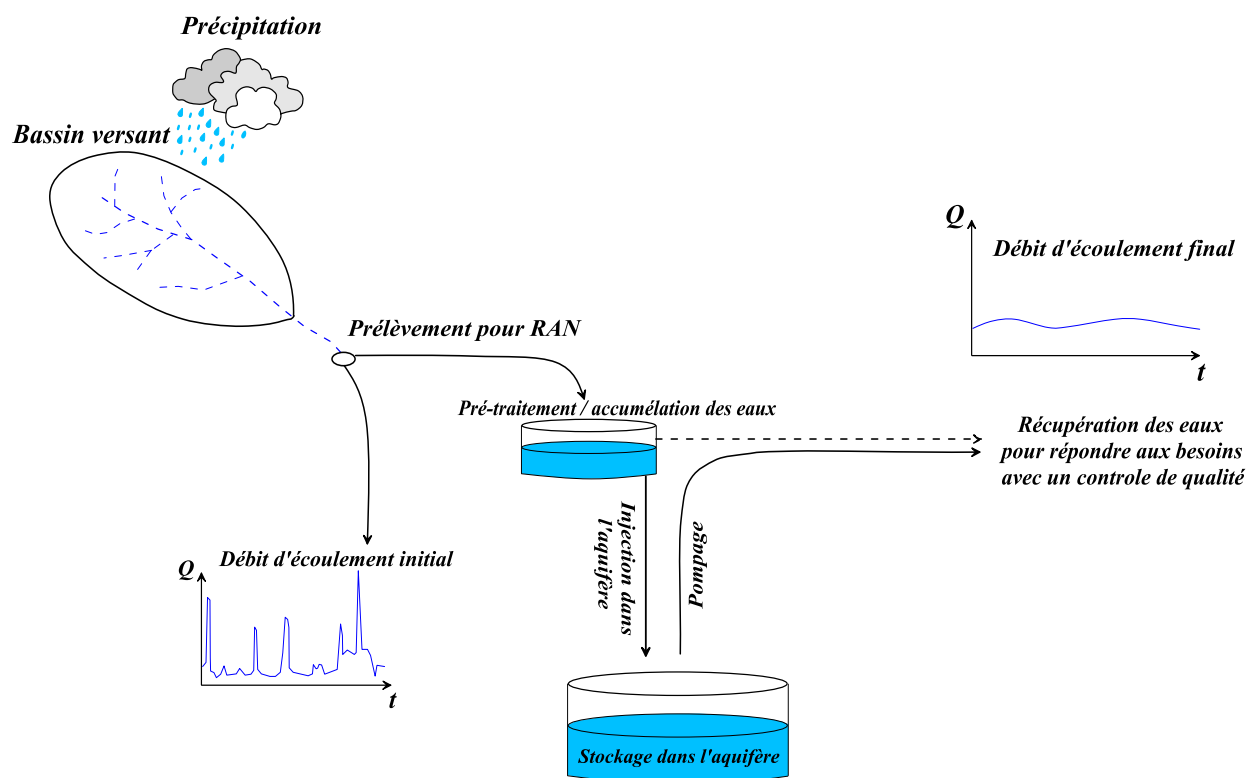 Précipitation
Bassin versant
Q
Débit d'écoulement final
t
Prélèvement pour RAN
Pré-traitement / accumélation des eaux
Récupération des eaux
pour répondre aux besoins
avec un controle de qualité
Injection dans
l'aquifère
Pompage
Débit d'écoulement initial
Q
t
Stockage dans l'aquifère